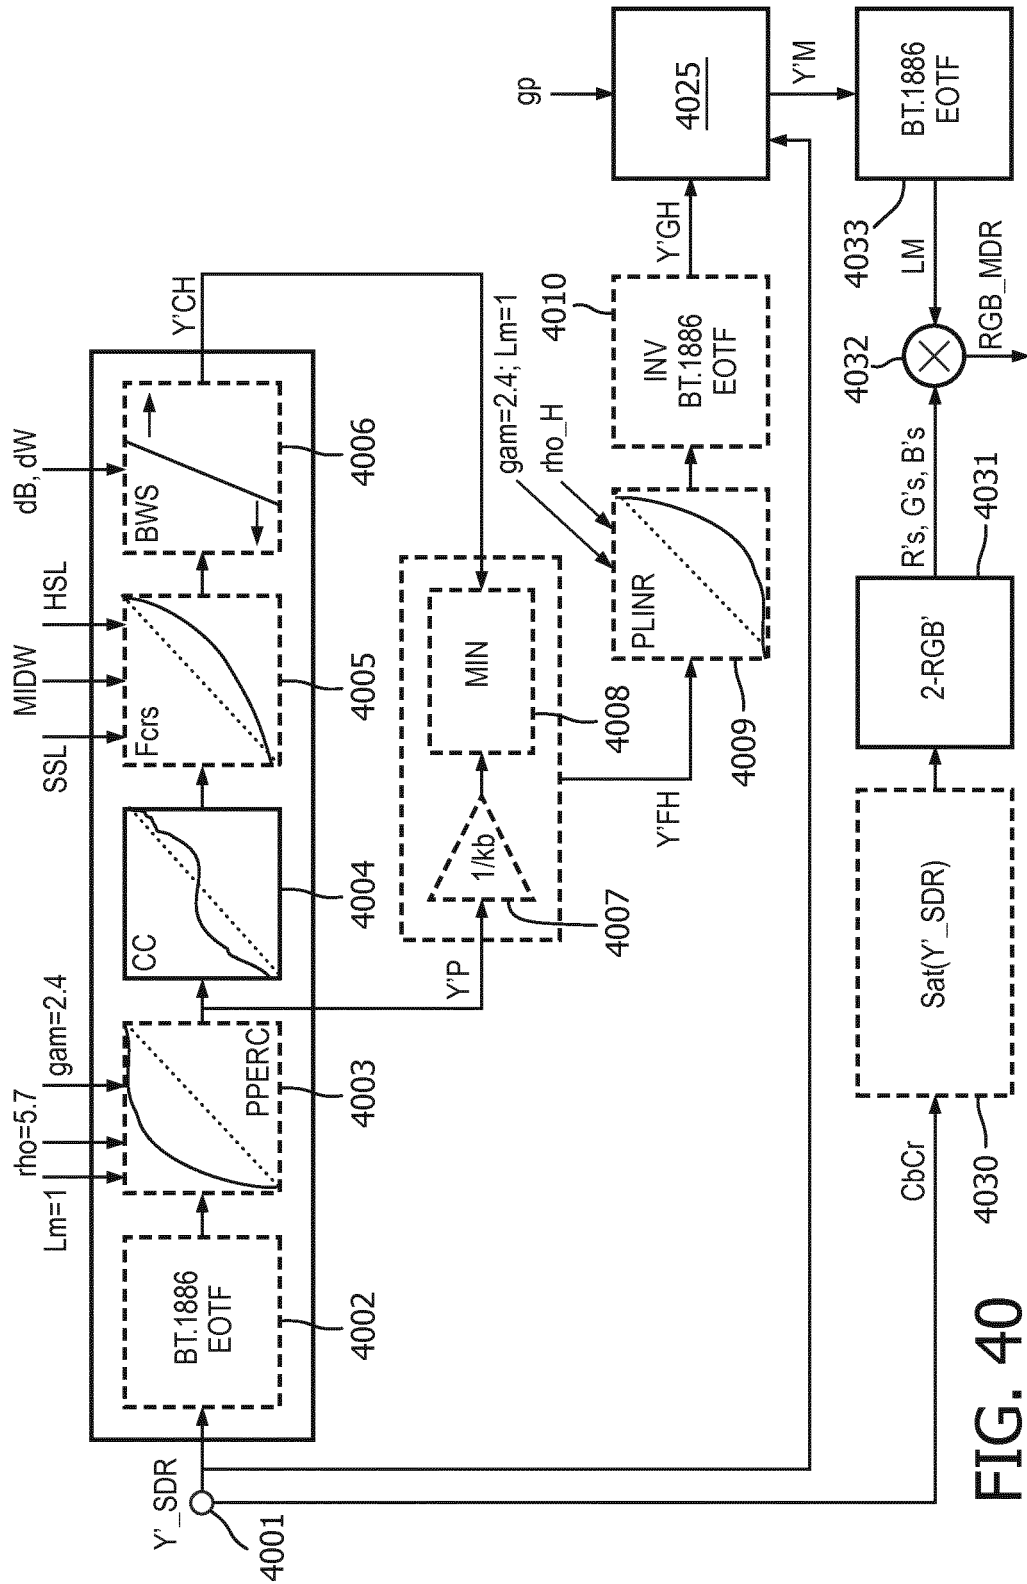 Y'_SDR
4001
BT.1886
EOTF
4002
Lm=1
rho=5.7
gam=2.4
PPERC
4003
CC
4004
SSL
MIDW
HSL
Fcrs
4005
dB, dW
BWS
4006
Y'CH
Y'P
1/kb
4007
MIN
4008
Y'FH
gam=2.4; Lm=1
rho_H
PLINR
4009
INV
BT.1886
EOTF
4010
Y'GH
gp
4025
Y'M
BT.1886
EOTF
4033
LM
CbCr
Sat(Y'_SDR)
4030
2-RGB'
4031
R's, G's, B's
4032
RGB_MDR
FIG. 40